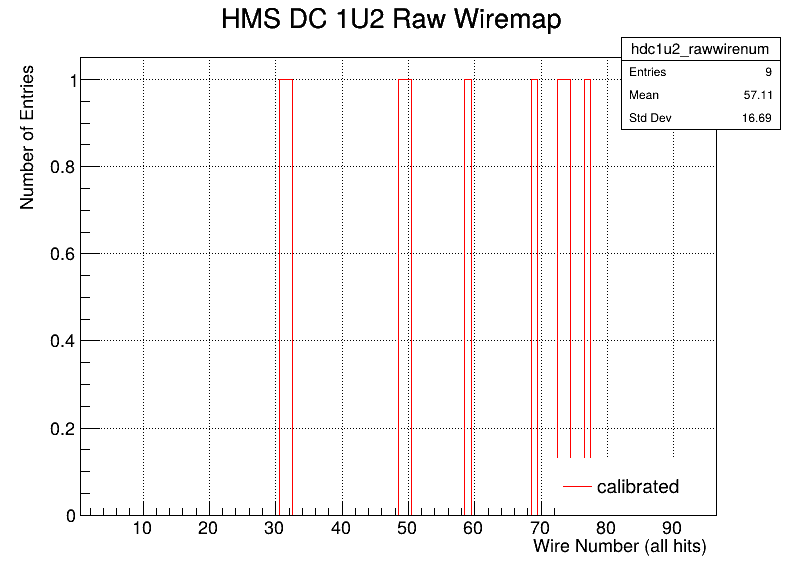 HMS DC 1U2 Raw Wiremap
hdc1u2_rawwirenum
Entries 9
Mean 57.11
Std Dev 16.69
Number of Entries
1
0.8
0.6
0.4
0.2
0
calibrated
10 20 30 40 50 60 70 80 90
Wire Number (all hits)